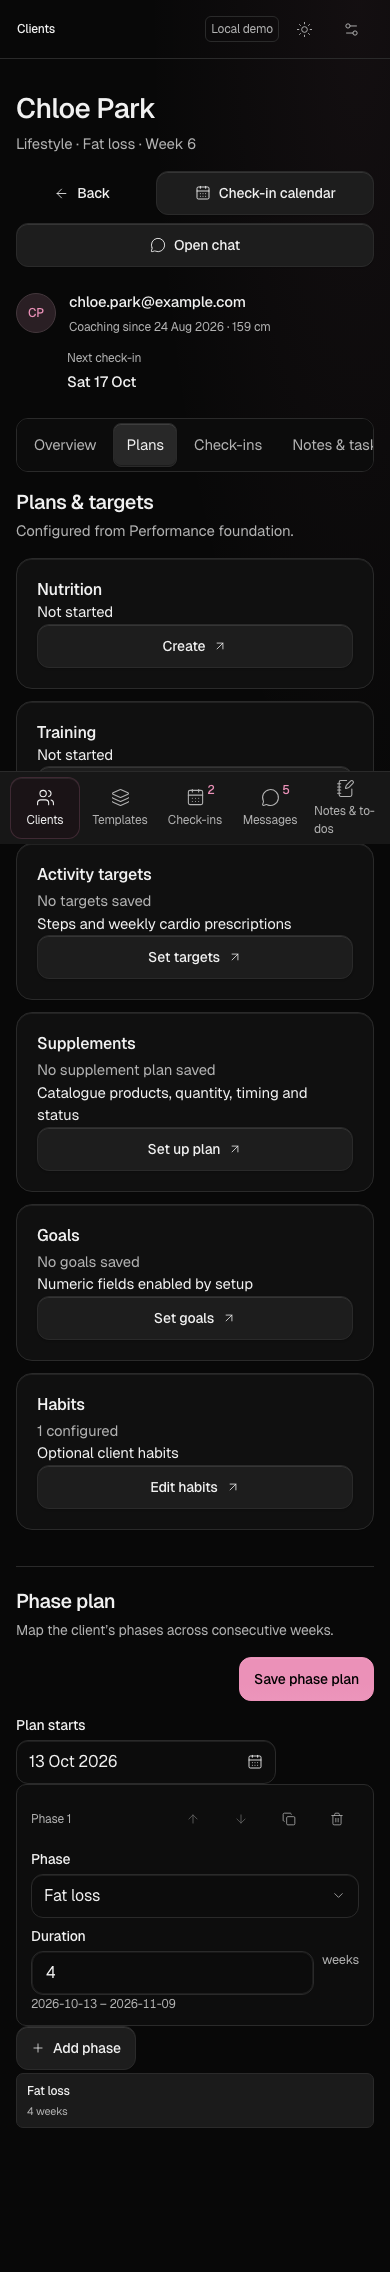 Clients
Local demo
Chloe Park
Lifestyle · Fat loss · Week 6
Back
Check-in calendar
Open chat
CP
chloe.park@example.com
Coaching since 24 Aug 2026 · 159 cm
Next check-in
Sat 17 Oct
Overview
Plans
Check-ins
Notes & task
Plans & targets
Configured from Performance foundation.
Nutrition
Not started
Create
Training
Not started
Clients
Templates
2
Check-ins
5
Messages
Notes & to-
dos
Activity targets
No targets saved
Steps and weekly cardio prescriptions
Set targets
Supplements
No supplement plan saved
Catalogue products, quantity, timing and
status
Set up plan
Goals
No goals saved
Numeric fields enabled by setup
Set goals
Habits
1 configured
Optional client habits
Edit habits
Phase plan
Map the client's phases across consecutive weeks.
Save phase plan
Plan starts
13 Oct 2026
Phase 1
Phase
Fat loss
Duration
4
weeks
2026-10-13 – 2026-11-09
Add phase
Fat loss
4 weeks